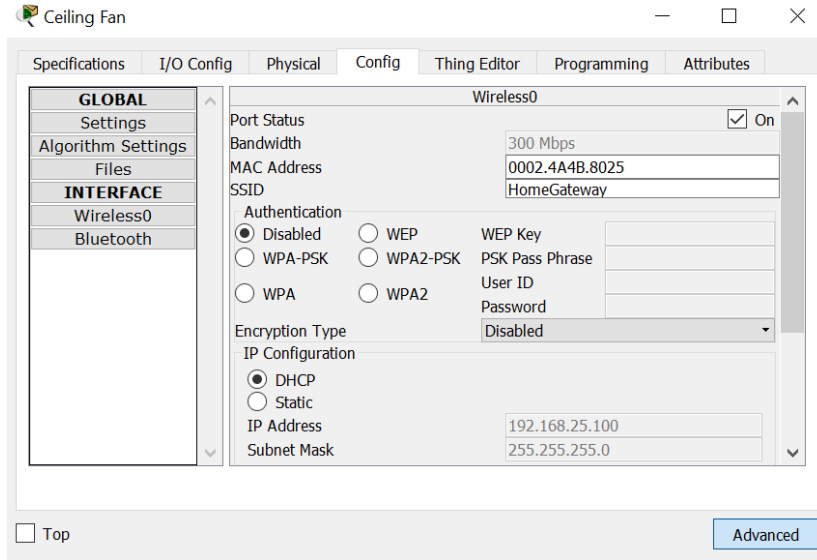 Ceiling Fan
Specifications I/O Config Physical Config Thing Editor Programming Attributes
GLOBAL
Settings
Algorithm Settings
Files
INTERFACE
Wireless0
Bluetooth
Wireless0
Port Status On
Bandwidth 300 Mbps
MAC Address 0002.4A4B.8025
SSID HomeGateway
Authentication
Disabled WEP WEP Key
WPA-PSK WPA2-PSK PSK Pass Phrase
User ID
WPA WPA2
Password
Encryption Type Disabled
IP Configuration
DHCP
Static
IP Address 192.168.25.100
Subnet Mask 255.255.255.0
Top Advanced